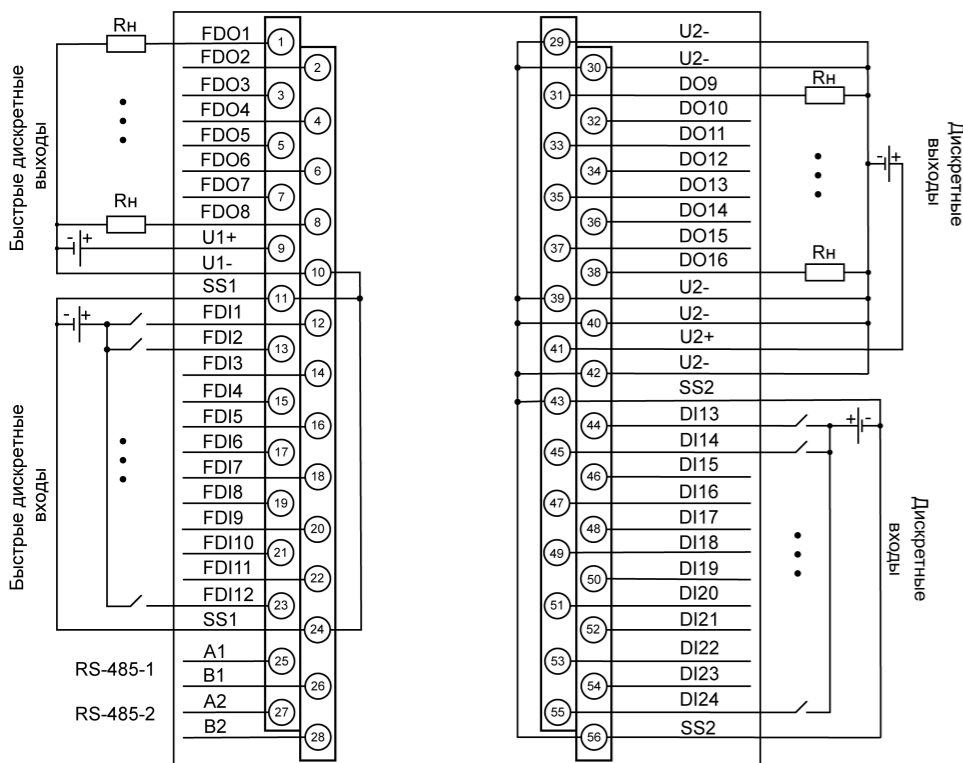 Быстрые дискретные
выходы
Rн
Rн
FDO1
1
FDO2
2
FDO3
3
FDO4
4
FDO5
5
FDO6
6
FDO7
7
FDO8
8
U1+
- +
9
U1-
10
SS1
11
Быстрые дискретные
входы
- +
FDI1
12
FDI2
13
FDI3
14
FDI4
15
FDI5
16
FDI6
17
FDI7
18
FDI8
19
FDI9
20
FDI10
21
FDI11
22
FDI12
23
SS1
24
RS-485-1
A1
25
B1
26
RS-485-2
A2
27
B2
28
29
U2-
30
U2-
31
DO9
Rн
32
DO10
33
DO11
34
DO12
35
DO13
36
DO14
37
DO15
38
DO16
Rн
39
U2-
40
U2-
41
U2+
42
U2-
- +
Дискретные
выходы
43
SS2
44
DI13
+ -
45
DI14
46
DI15
47
DI16
48
DI17
49
DI18
50
DI19
51
DI20
52
DI21
53
DI22
54
DI23
55
DI24
56
SS2
Дискретные
входы